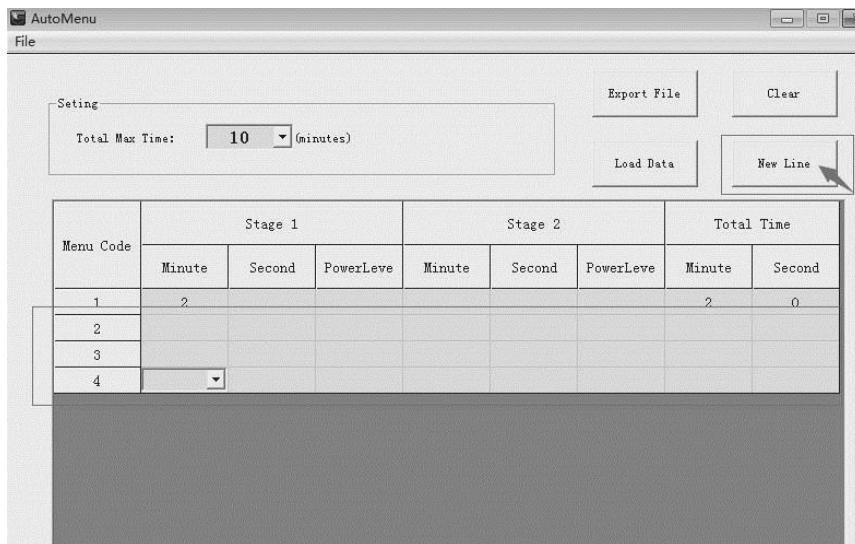 AutoMenu
File
Seting
Total Max Time: 10 (minutes)
Export File Clear
Load Data New Line
Menu Code Stage 1 Stage 2 Total Time
Minute Second PowerLeve Minute Second PowerLeve Minute Second
1 2 2 0
2
3
4